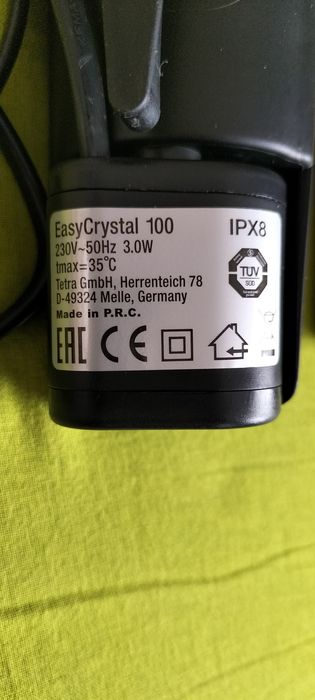 EasyCrystal 100 IPX8
230V~50Hz 3.0W
tmax=35°C
Tetra GmbH, Herrenteich 78
D-49324 Melle, Germany
Made in P.R.C.
TÜV
SÜD
EAC CE